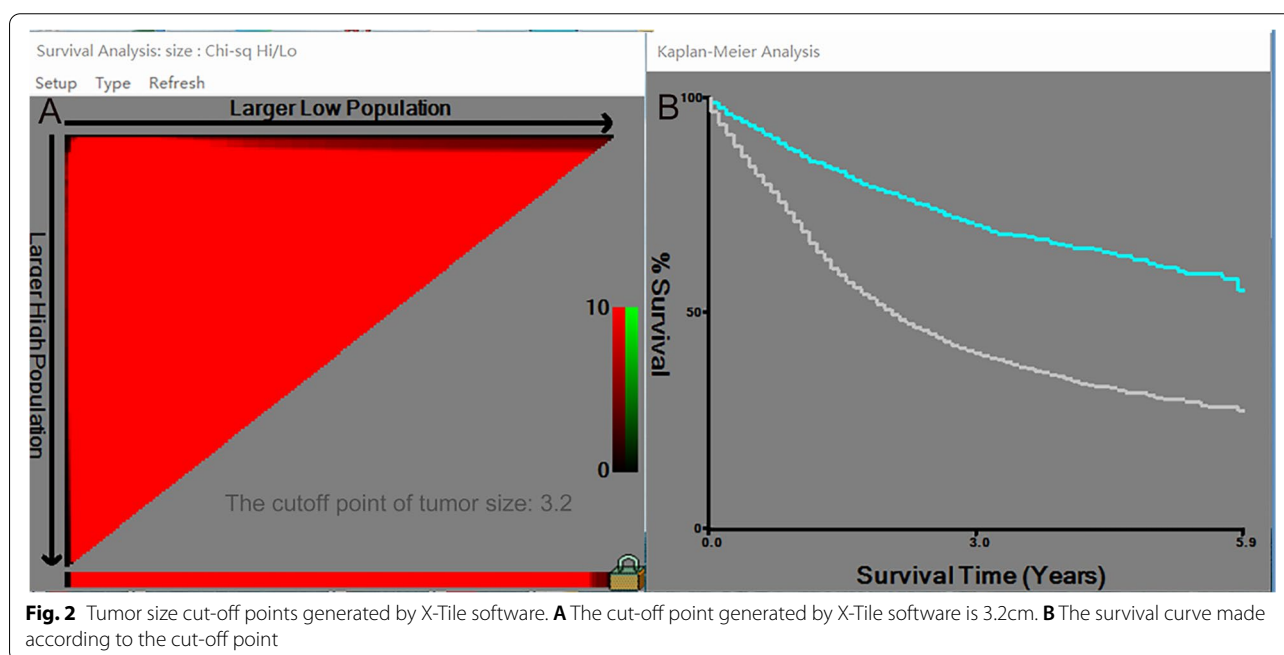 Survival Analysis: size : Chi-sq Hi/Lo
Setup Type Refresh
A
Larger Low Population
Larger High Population
10
0
The cutoff point of tumor size: 3.2
Kaplan-Meier Analysis
B
100
% Survival
50
0
0.0 3.0 5.9
Survival Time (Years)
Fig. 2 Tumor size cut-off points generated by X-Tile software. A The cut-off point generated by X-Tile software is 3.2cm. B The survival curve made
according to the cut-off point